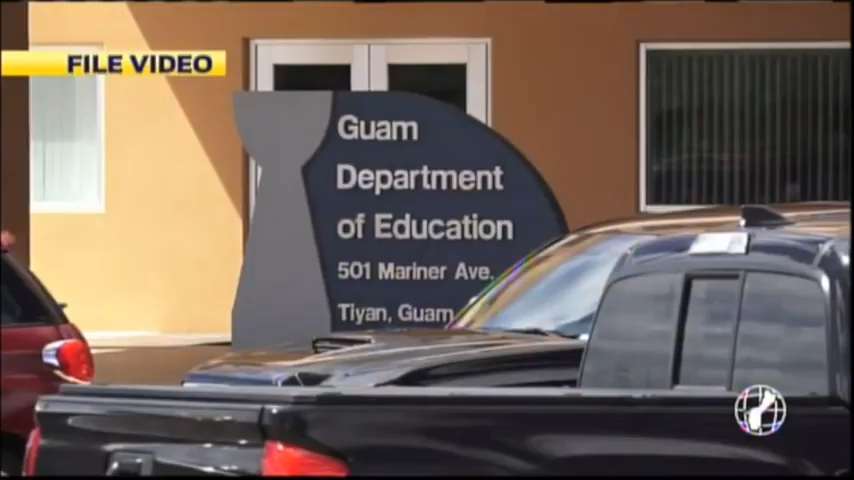 FILE VIDEO
Guam
Department
of Education
501 Mariner Ave.
Tiyan, Guam